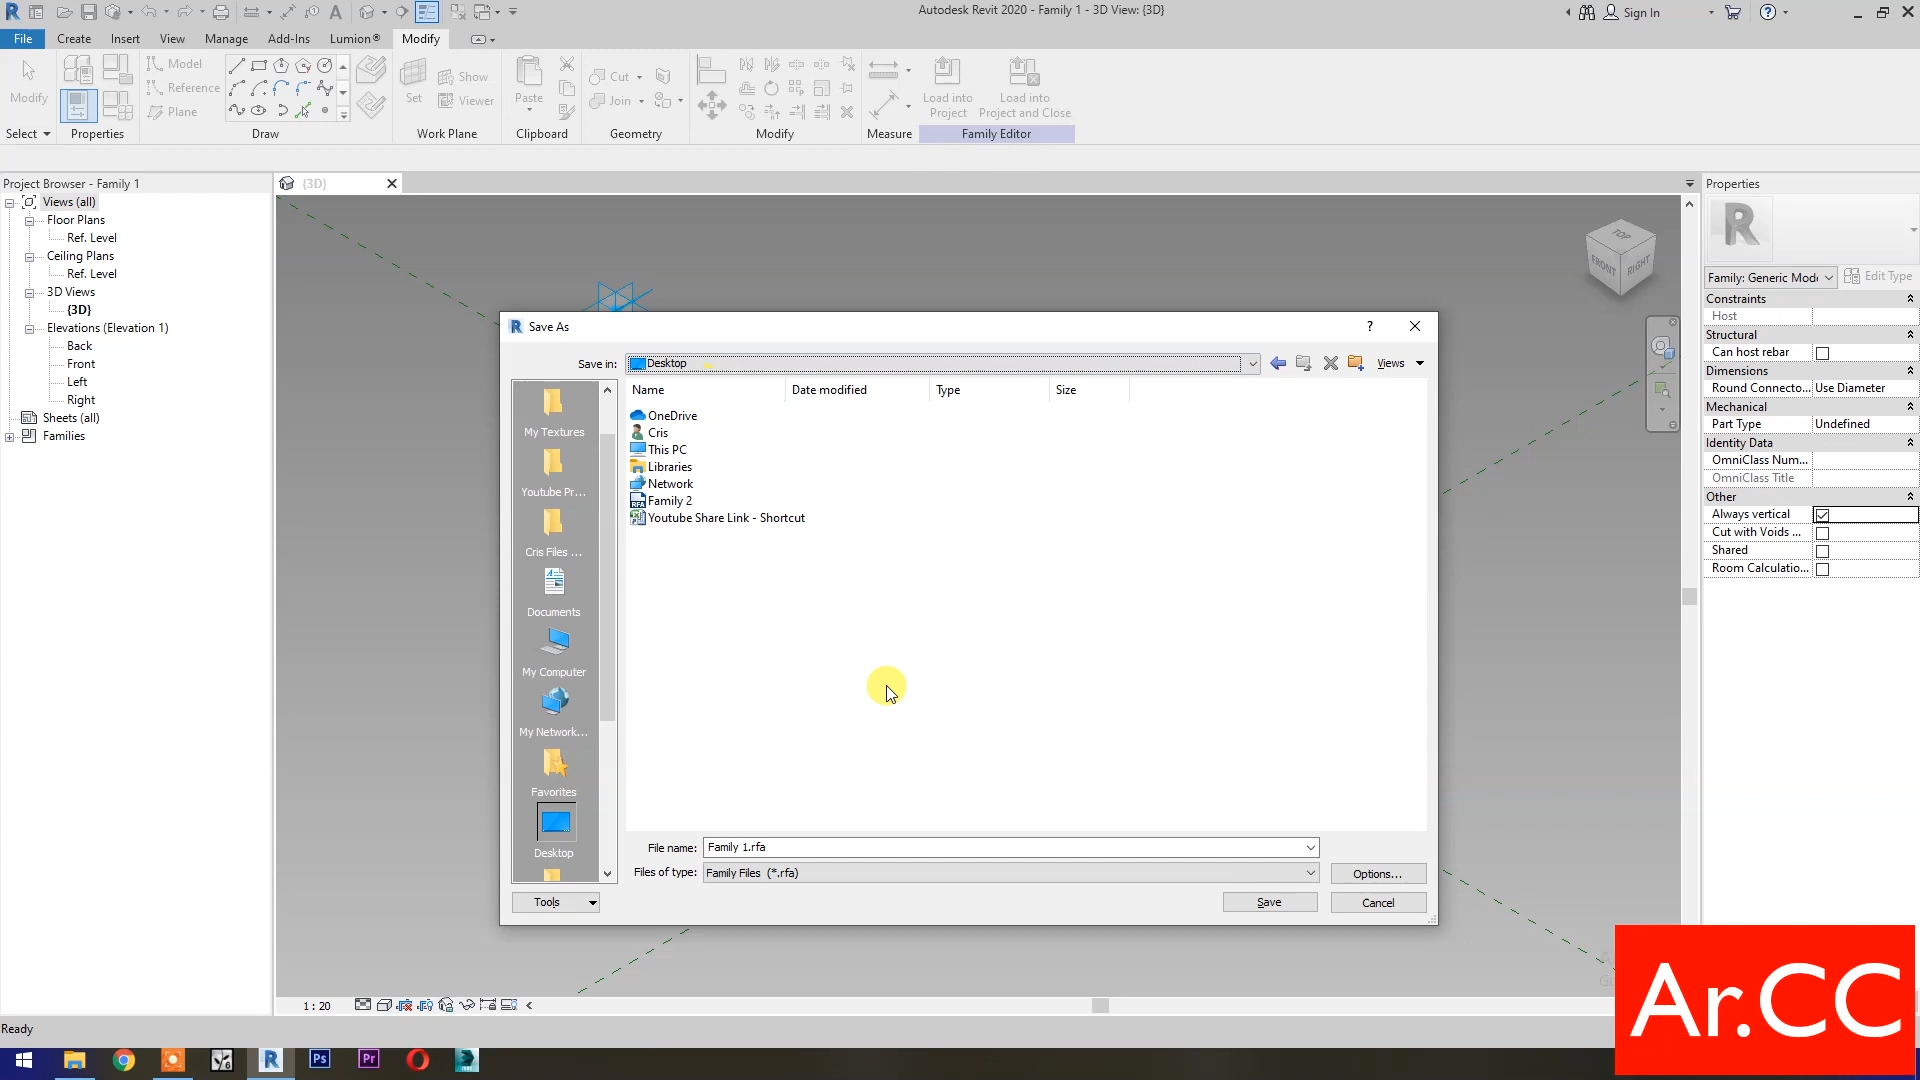 Autodesk Revit 2020 - Family 1 - 3D View: {3D}
Sign In
File Create Insert View Manage Add-Ins Lumion® Modify
Modify
Select
Properties
Model
Reference
Plane
Draw
Set
Show
Viewer
Work Plane
Paste
Clipboard
Cut
Join
Geometry
Modify
Measure
Load into
Project
Load into
Project and Close
Family Editor
Project Browser - Family 1
Views (all)
Floor Plans
Ref. Level
Ceiling Plans
Ref. Level
3D Views
{3D}
Elevations (Elevation 1)
Back
Front
Left
Right
Sheets (all)
Families
{3D}
TOP
FRONT
RIGHT
Save As
Save in:
Desktop
Views
My Textures
Youtube Pr...
Cris Files ...
Documents
My Computer
My Network...
Favorites
Desktop
Name Date modified Type Size
OneDrive
Cris
This PC
Libraries
Network
Family 2
Youtube Share Link - Shortcut
File name: Family 1.rfa
Files of type: Family Files (*.rfa)
Options...
Tools
Save
Cancel
Properties
R
Family: Generic Mode
Edit Type
Constraints
Host
Structural
Can host rebar
Dimensions
Round Connecto... Use Diameter
Mechanical
Part Type Undefined
Identity Data
OmniClass Num...
OmniClass Title
Other
Always vertical
Cut with Voids ...
Shared
Room Calculatio...
1 : 20
Ready
Ar.CC
R
Ps
Pr